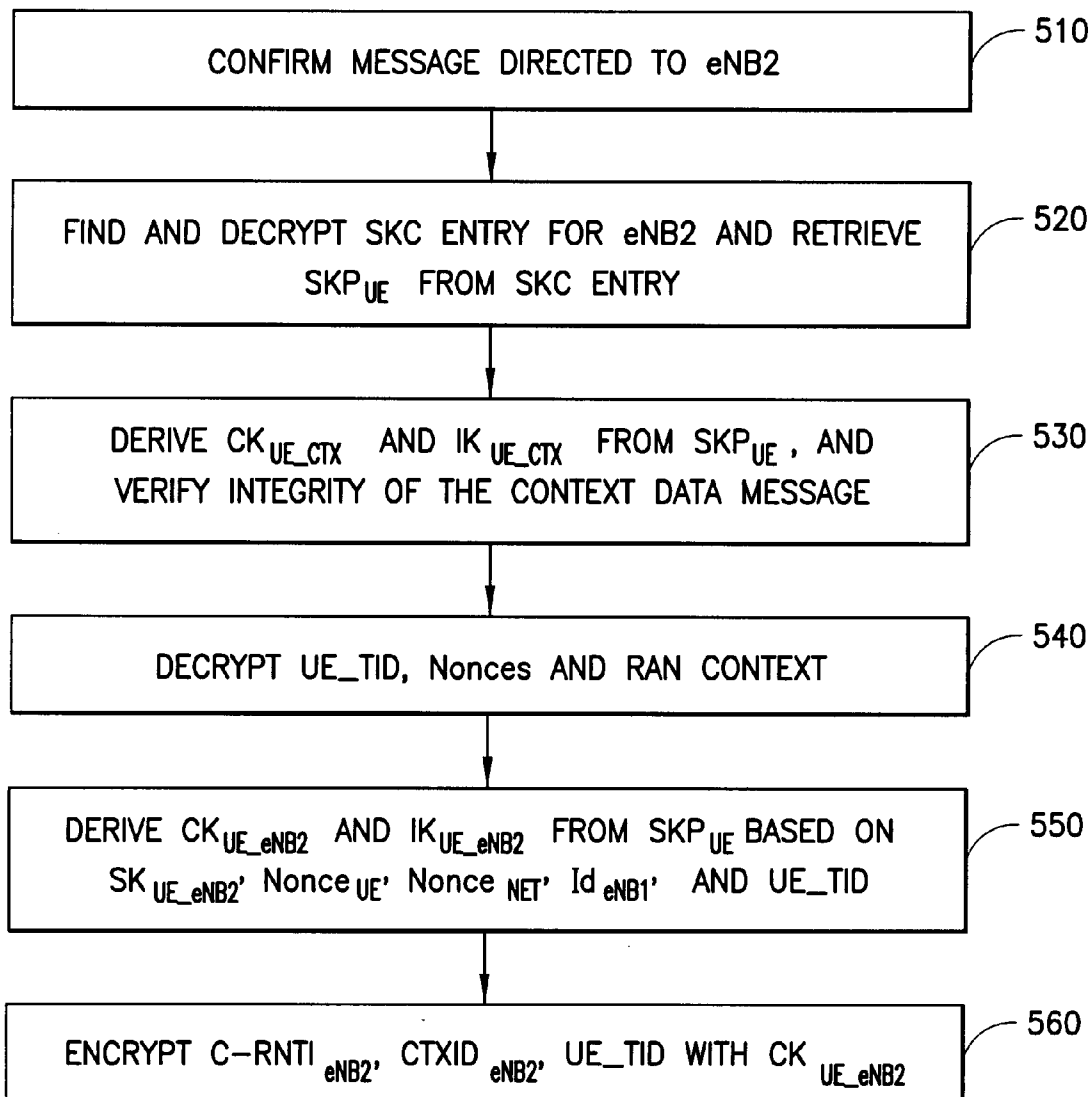 510
CONFIRM MESSAGE DIRECTED TO eNB2
520
FIND AND DECRYPT SKC ENTRY FOR eNB2 AND RETRIEVE
SKP_UE FROM SKC ENTRY
530
DERIVE CK_UE_CTX AND IK_UE_CTX FROM SKP_UE, AND
VERIFY INTEGRITY OF THE CONTEXT DATA MESSAGE
540
DECRYPT UE_TID, Nonces AND RAN CONTEXT
550
DERIVE CK_UE_eNB2 AND IK_UE_eNB2 FROM SKP_UE BASED ON
SK_UE_eNB2, Nonce_UE, Nonce_NET, Id_eNB1, AND UE_TID
560
ENCRYPT C-RNTI_eNB2, CTXID_eNB2, UE_TID WITH CK_UE_eNB2